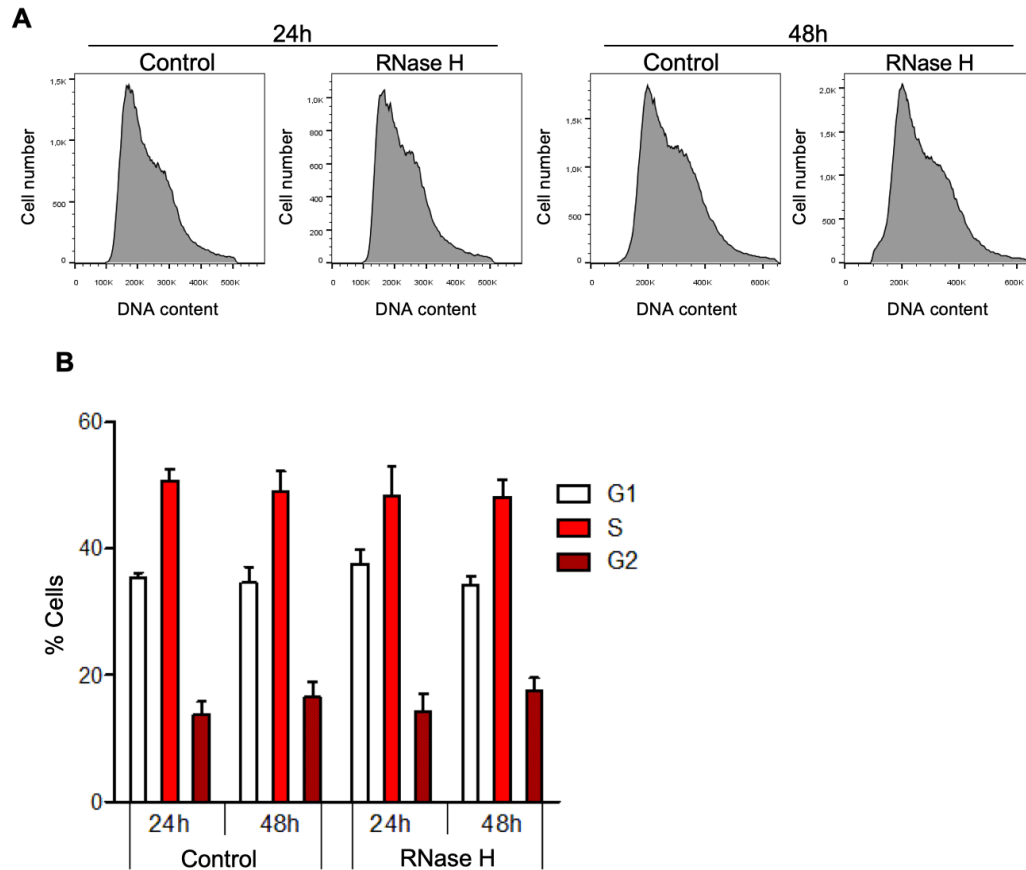 A
24h 48h
Control RNase H Control RNase H
1,5K
1,0K
500
0
Cell number
0 100K 200K 300K 400K 500K
DNA content
1,0K
800
600
400
200
0
Cell number
0 100K 200K 300K 400K 500K
DNA content
1,5K
1,0K
500
0
Cell number
0 200K 400K 600K
DNA content
2,0K
1,5K
1,0K
500
0
Cell number
0 200K 400K 600K
DNA content
B
60
40
20
0
% Cells
G1
S
G2
24h 48h 24h 48h
Control RNase H